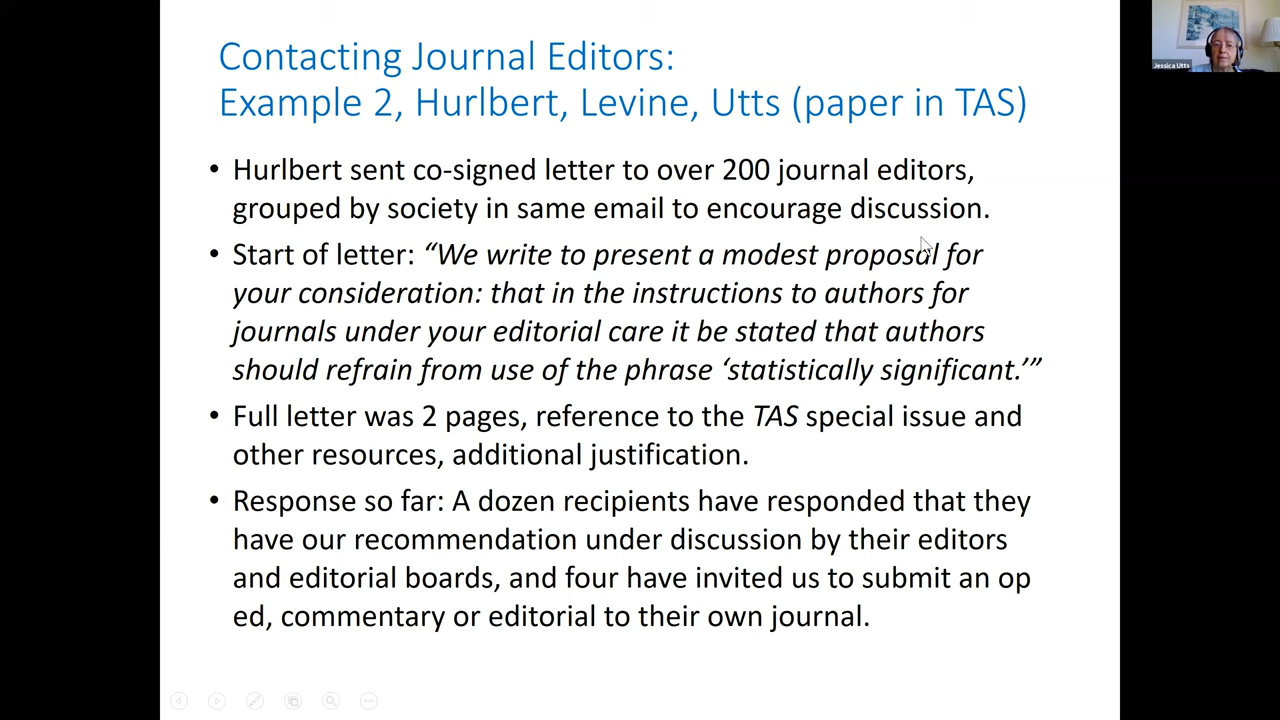 Contacting Journal Editors:
Example 2, Hurlbert, Levine, Utts (paper in TAS)
• Hurlbert sent co-signed letter to over 200 journal editors,
grouped by society in same email to encourage discussion.
• Start of letter: “We write to present a modest proposal for
your consideration: that in the instructions to authors for
journals under your editorial care it be stated that authors
should refrain from use of the phrase ‘statistically significant.’”
• Full letter was 2 pages, reference to the TAS special issue and
other resources, additional justification.
• Response so far: A dozen recipients have responded that they
have our recommendation under discussion by their editors
and editorial boards, and four have invited us to submit an op
ed, commentary or editorial to their own journal.
Jessica Utts